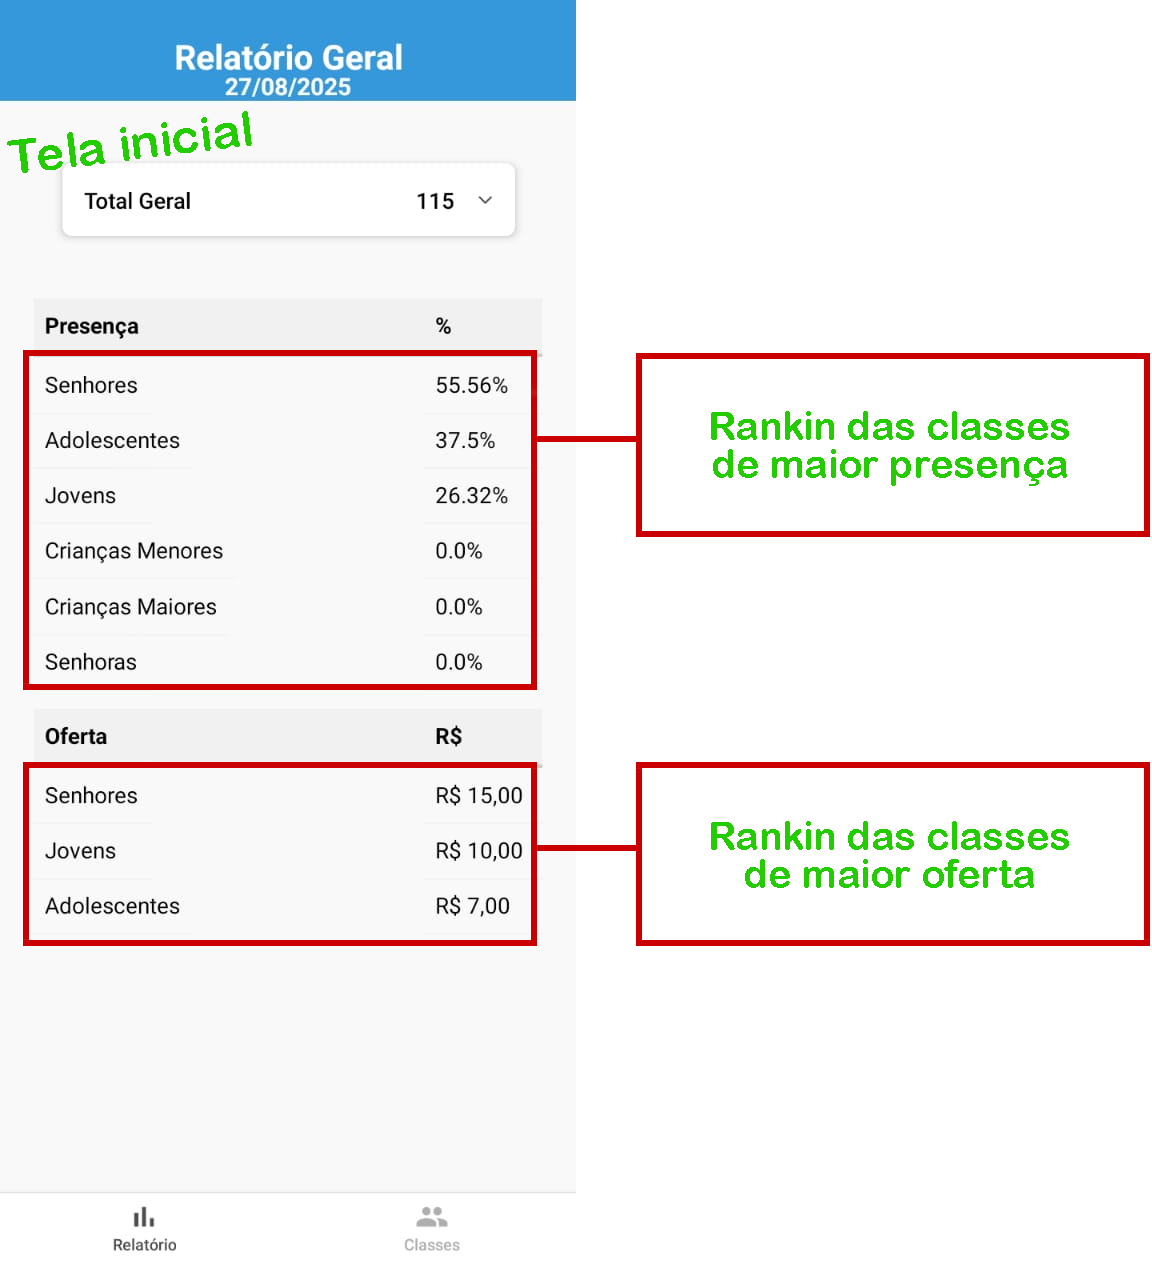 Relatório Geral
27/08/2025
Tela inicial
Total Geral 115
Presença %
Senhores 55.56%
Adolescentes 37.5%
Jovens 26.32%
Crianças Menores 0.0%
Crianças Maiores 0.0%
Senhoras 0.0%
Rankin das classes
de maior presença
Oferta R$
Senhores R$ 15,00
Jovens R$ 10,00
Adolescentes R$ 7,00
Rankin das classes
de maior oferta
Relatório Classes